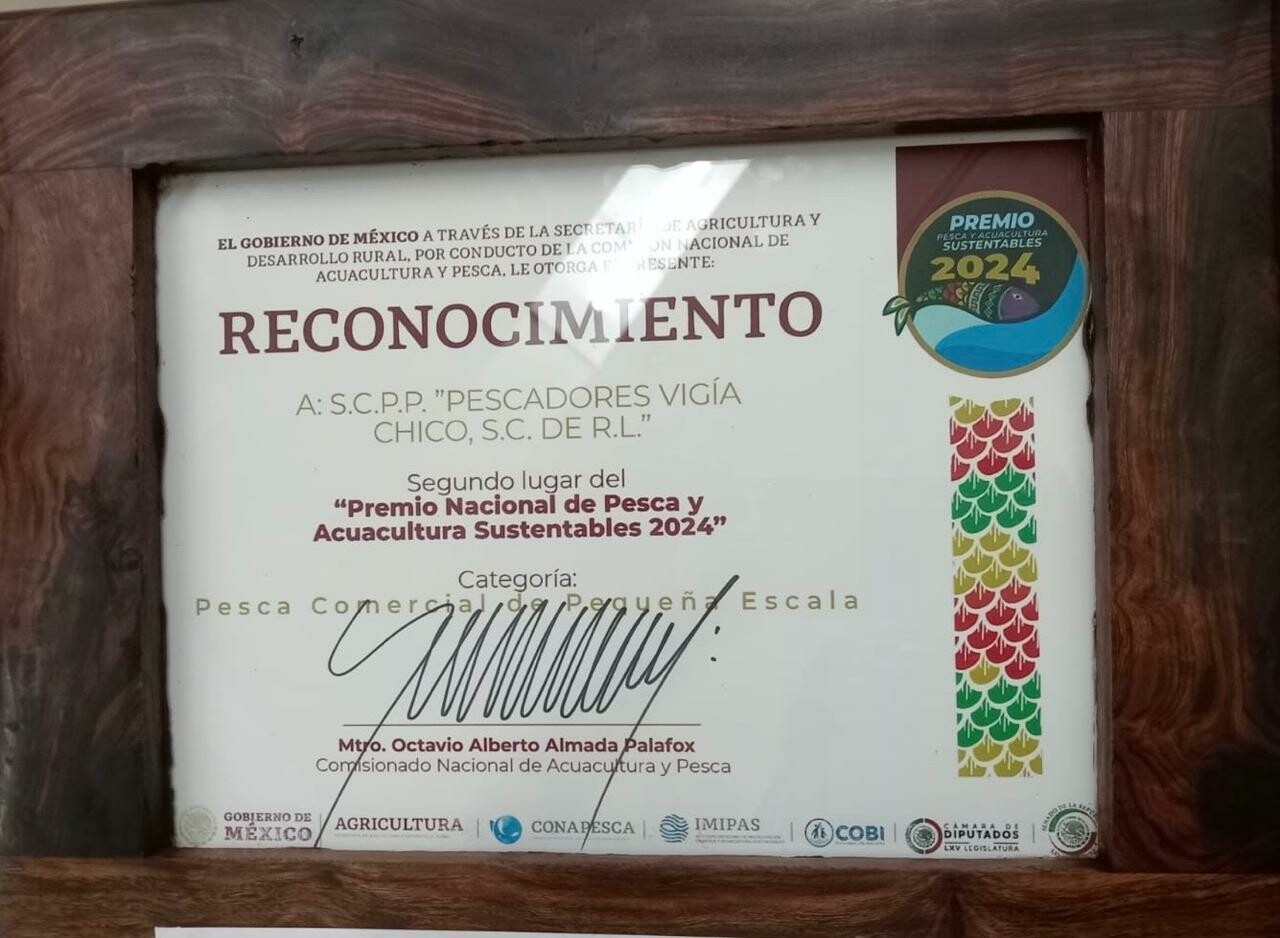 EL GOBIERNO DE MÉXICO A TRAVÉS DE LA SECRETARÍ DE AGRICULTURA Y
DESARROLLO RURAL, POR CONDUCTO DE LA COM ON NACIONAL DE
ACUACULTURA Y PESCA, LE OTORGA E RESENTE:
RECONOCIMIENTO
A: S.C.P.P. "PESCADORES VIGÍA
CHICO, S.C. DE R.L."
Segundo lugar del
“Premio Nacional de Pesca y
Acuacultura Sustentables 2024”
Categoría:
Pesca Comercial de Pequeña Escala
Mtro. Octavio Alberto Almada Palafox
Comisionado Nacional de Acuacultura y Pesca
PREMIO
PESCA Y ACUACULTURA
SUSTENTABLES
2024
GOBIERNO DE
MÉXICO
AGRICULTURA
CONAPESCA
IMIPAS
COBI
CÁMARA DE
DIPUTADOS
LXV LEGISLATURA
SENADO DE LA